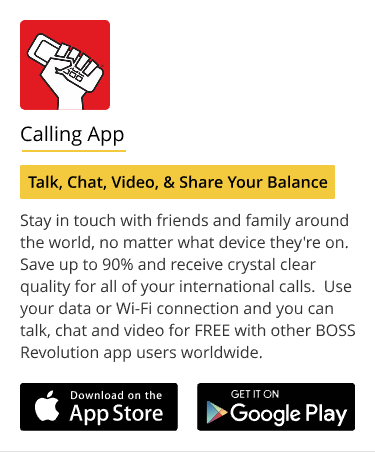 Calling App
Talk, Chat, Video, & Share Your Balance
Stay in touch with friends and family around
the world, no matter what device they're on.
Save up to 90% and receive crystal clear
quality for all of your international calls.  Use
your data or Wi-Fi connection and you can
talk, chat and video for FREE with other BOSS
Revolution app users worldwide.
Download on the
App Store
GET IT ON
Google Play